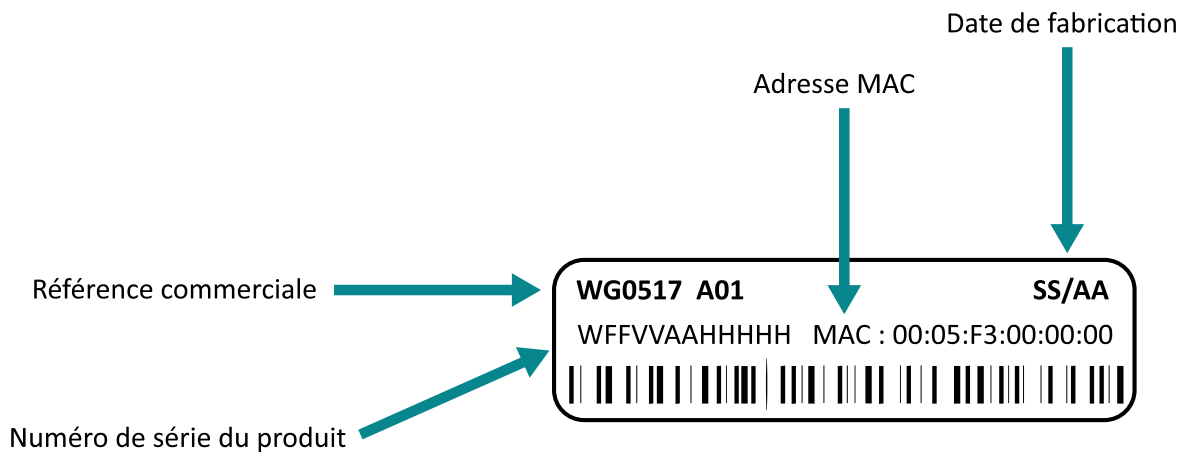 Date de fabrication
Adresse MAC
Référence commerciale
WG0517 A01 SS/AA
WFFVVAAHHHHH MAC : 00:05:F3:00:00:00
Numéro de série du produit